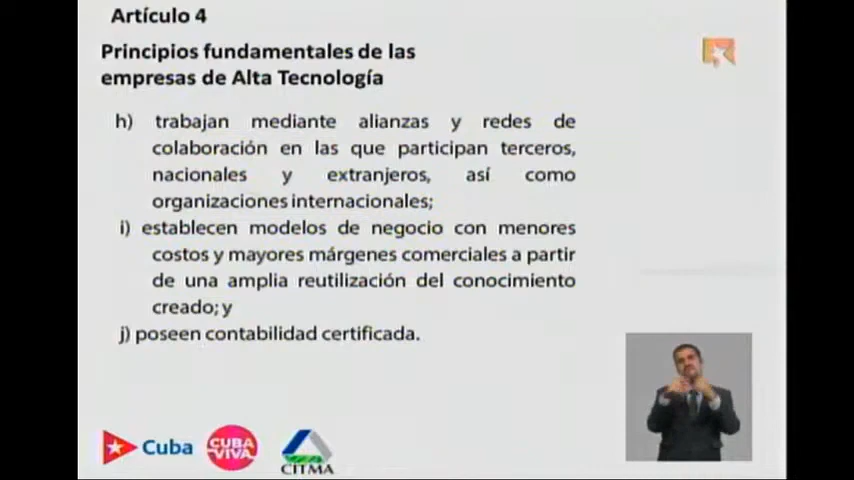 Artículo 4
Principios fundamentales de las
empresas de Alta Tecnología
h) trabajan mediante alianzas y redes de
colaboración en las que participan terceros,
nacionales y extranjeros, así como
organizaciones internacionales;
i) establecen modelos de negocio con menores
costos y mayores márgenes comerciales a partir
de una amplia reutilización del conocimiento
creado; y
j) poseen contabilidad certificada.
Cuba
CUBA
VIVA
CITMA